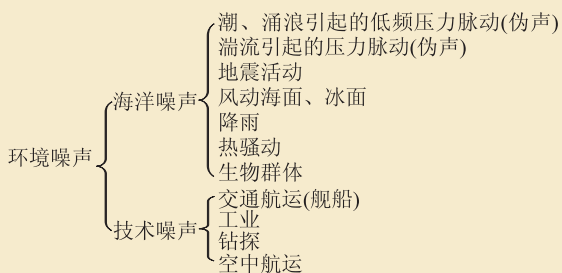 潮、涌浪引起的低频压力脉动(伪声)
湍流引起的压力脉动(伪声)
地震活动
海洋噪声
风动海面、冰面
降雨
环境噪声
热骚动
生物群体
交通航运(舰船)
技术噪声
工业
钻探
空中航运